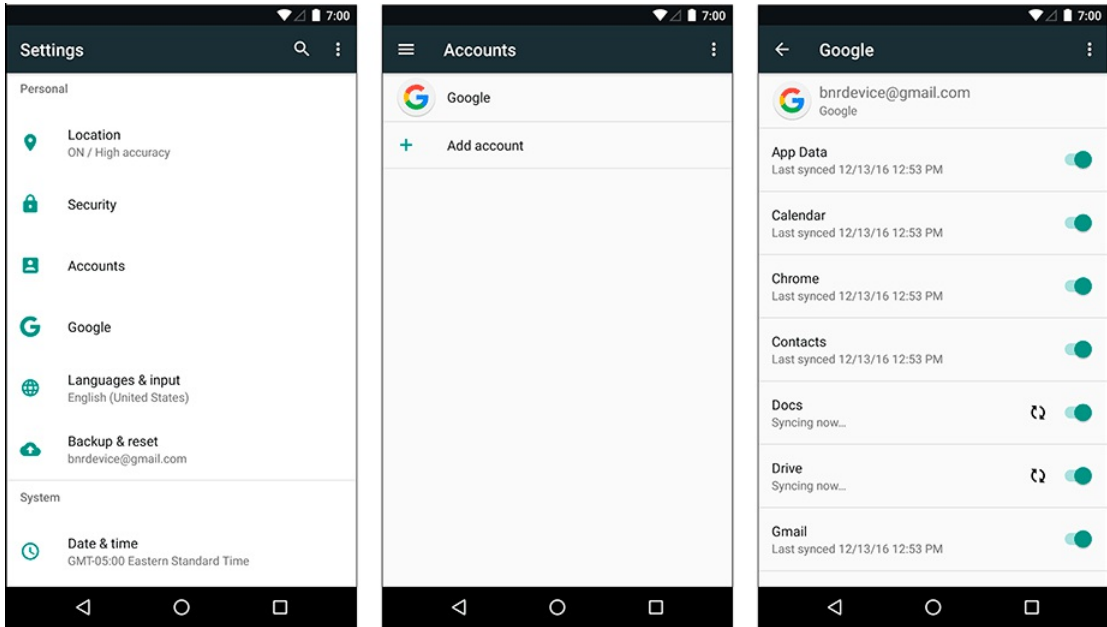 7:00
Settings
Personal
Location
ON / High accuracy
Security
Accounts
Google
Languages & input
English (United States)
Backup & reset
bnrdevice@gmail.com
System
Date & time
GMT-05:00 Eastern Standard Time
7:00
Accounts
Google
Add account
7:00
Google
bnrdevice@gmail.com
Google
App Data
Last synced 12/13/16 12:53 PM
Calendar
Last synced 12/13/16 12:53 PM
Chrome
Last synced 12/13/16 12:53 PM
Contacts
Last synced 12/13/16 12:53 PM
Docs
Syncing now…
Drive
Syncing now…
Gmail
Last synced 12/13/16 12:53 PM